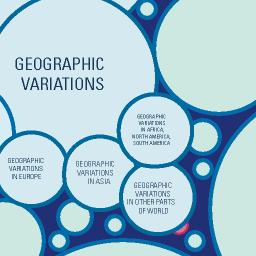 GEOGRAPHIC
VARIATIONS
GEOGRAPHIC
VARIATIONS
IN AFRICA,
NORTH AMERICA,
SOUTH AMERICA
GEOGRAPHIC
VARIATIONS
IN EUROPE
GEOGRAPHIC
VARIATIONS
IN ASIA
GEOGRAPHIC
VARIATIONS
IN OTHER PARTS
OF WORLD